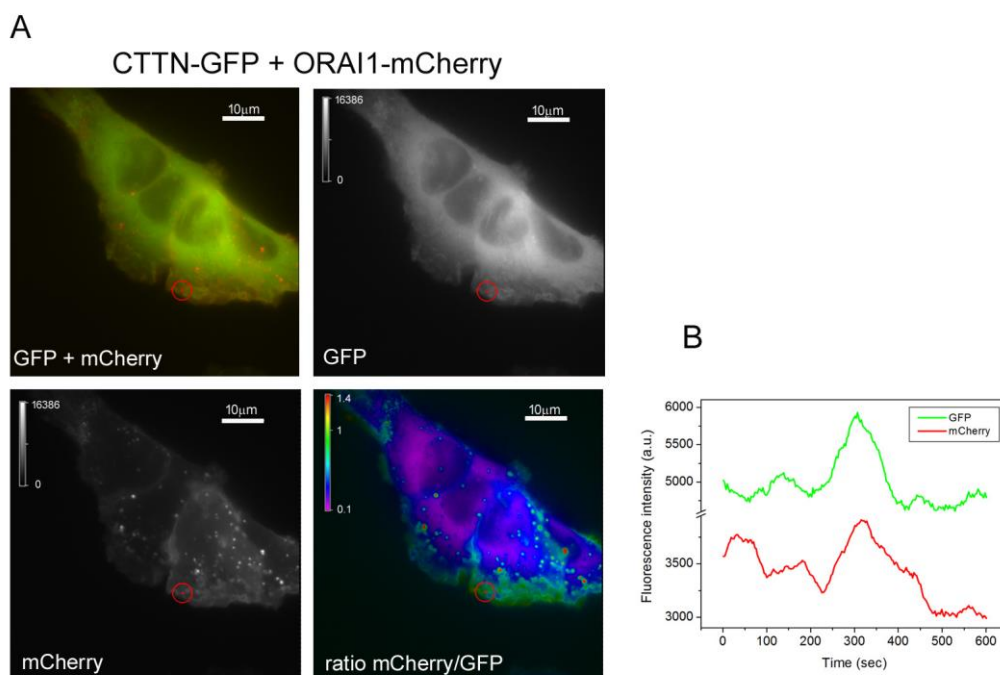 A
CTTN-GFP + ORAI1-mCherry
10μm
GFP + mCherry
16386
0
10μm
GFP
16386
0
10μm
mCherry
1.4
1
0.1
10μm
ratio mCherry/GFP
B
Fluorescence intensity (a.u.)
6000
5500
5000
3500
3000
GFP
mCherry
0 100 200 300 400 500 600
Time (sec)